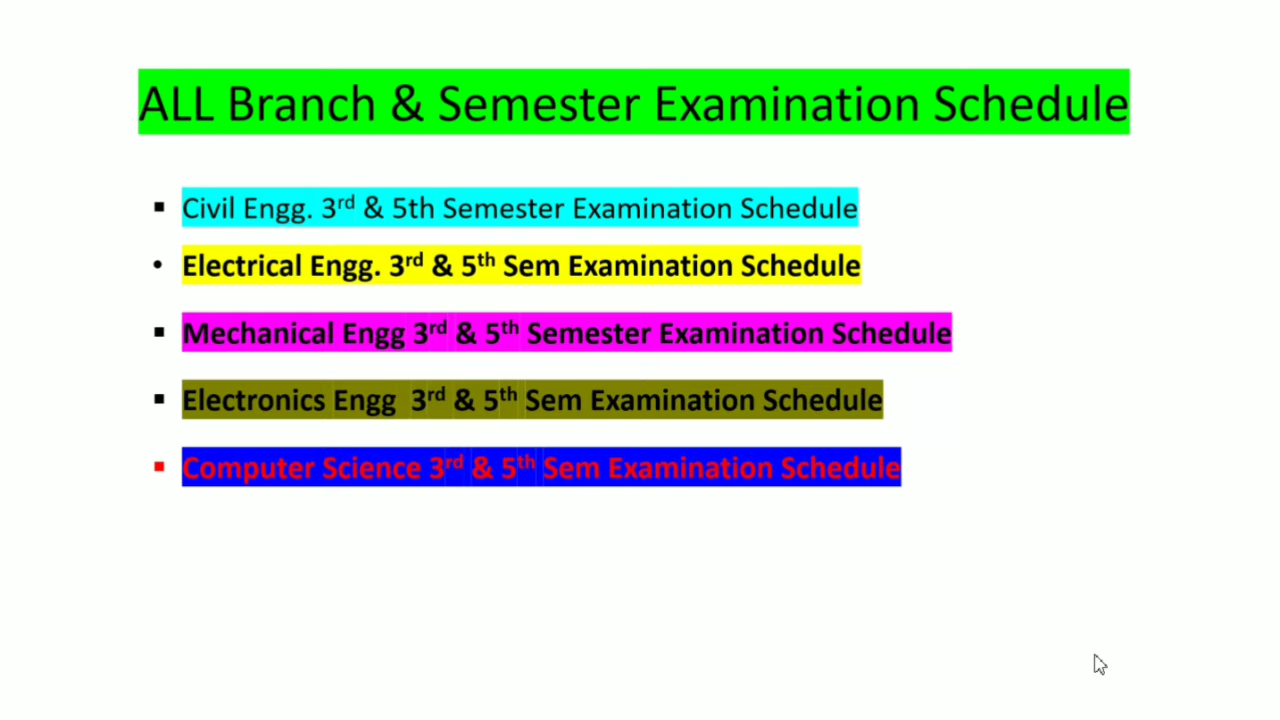 ALL Branch & Semester Examination Schedule
Civil Engg. 3rd & 5th Semester Examination Schedule
Electrical Engg. 3rd & 5th Sem Examination Schedule
Mechanical Engg 3rd & 5th Semester Examination Schedule
Electronics Engg 3rd & 5th Sem Examination Schedule
Computer Science 3rd & 5th Sem Examination Schedule